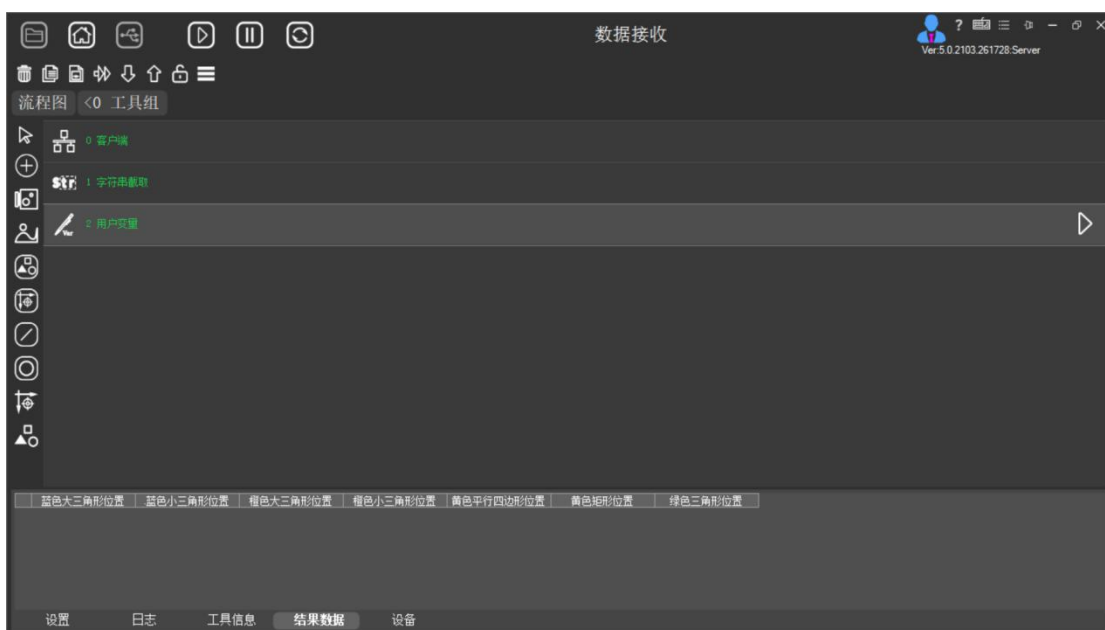 数据接收
?
Ver:5.0.2103.261728:Server
流程图 <0 工具组
0 客户端
Str 1 字符串截取
Var 2 用户变量
蓝色大三角形位置 蓝色小三角形位置 橙色大三角形位置 橙色小三角形位置 黄色平行四边形位置 黄色矩形位置 绿色三角形位置
设置 日志 工具信息 结果数据 设备